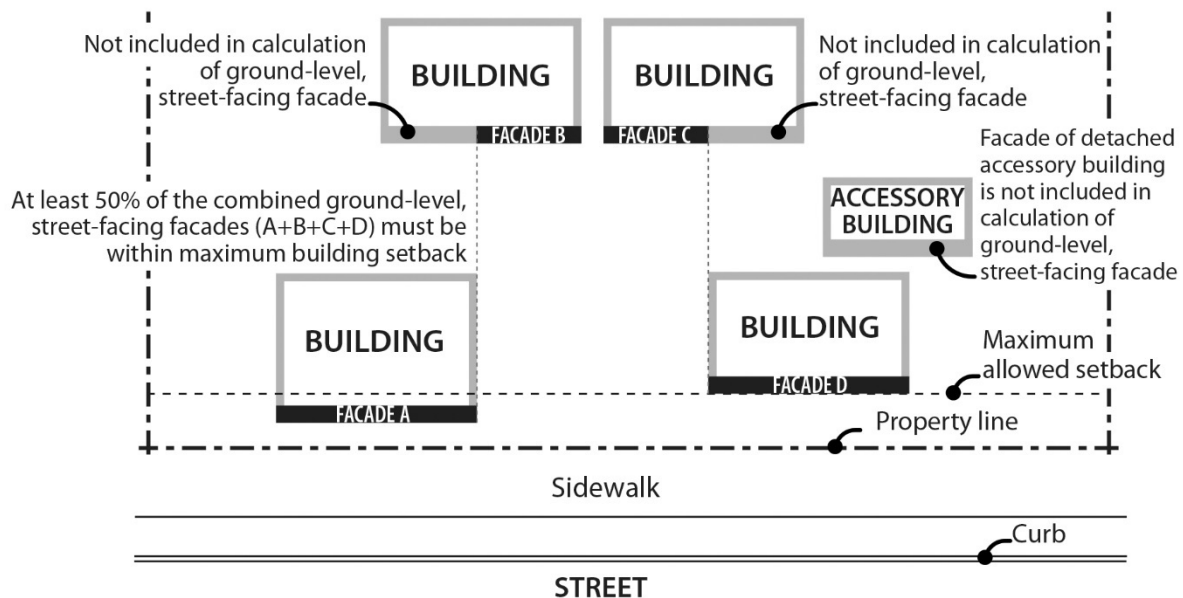 Not included in calculation
of ground-level,
street-facing facade
BUILDING
FACADE B
BUILDING
FACADE C
Not included in calculation
of ground-level,
street-facing facade
Facade of detached
accessory building
is not included in
calculation of
ground-level,
street-facing facade
ACCESSORY
BUILDING
At least 50% of the combined ground-level,
street-facing facades (A+B+C+D) must be
within maximum building setback
BUILDING
FACADE A
BUILDING
FACADE D
Maximum
allowed setback
Property line
Sidewalk
Curb
STREET